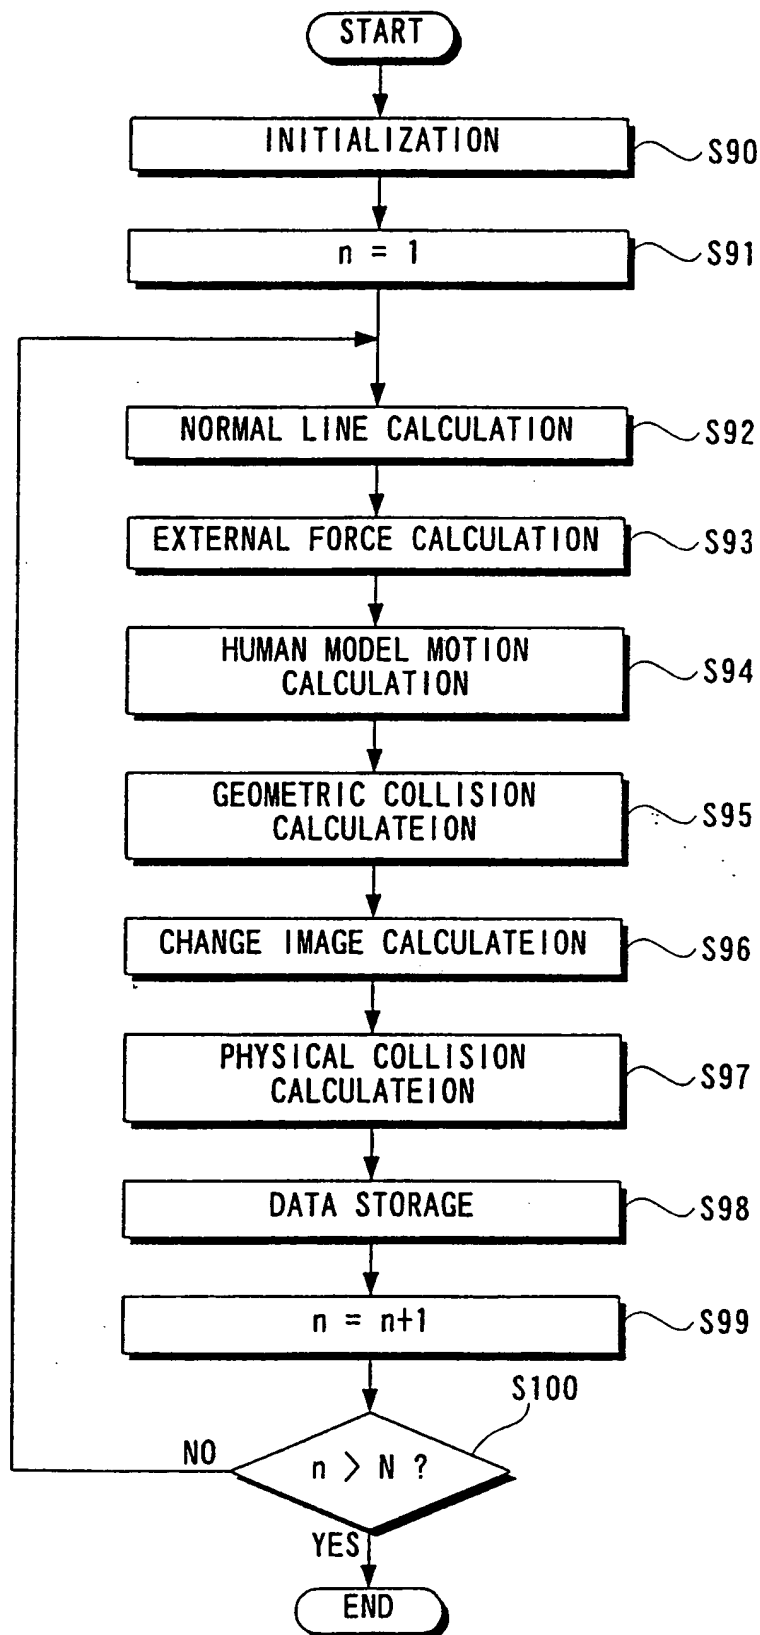 START
INITIALIZATION
S90
n = 1
S91
NORMAL LINE CALCULATION
S92
EXTERNAL FORCE CALCULATION
S93
HUMAN MODEL MOTION
CALCULATION
S94
GEOMETRIC COLLISION
CALCULATEION
S95
CHANGE IMAGE CALCULATEION
S96
PHYSICAL COLLISION
CALCULATEION
S97
DATA STORAGE
S98
n = n+1
S99
S100
NO
n > N ?
YES
END